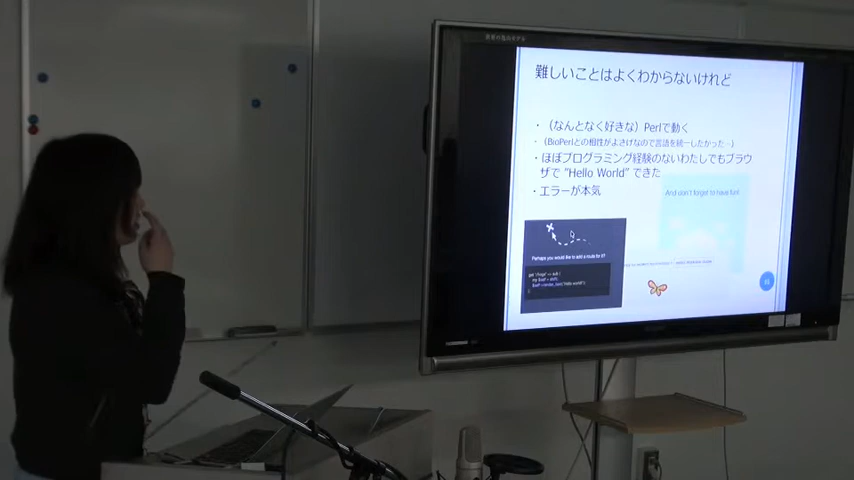 難しいことはよくわからないけれど
・（なんとなく好きな）Perlで動く
・（BioPerlとの相性がよさげなので言語を統一したかった…）
・ほぼプログラミング経験のないわたしでもブラウ
ザで "Hello World" できた
・エラーが本気
And don't forget to have fun!
Perhaps you would like to add a route for it?